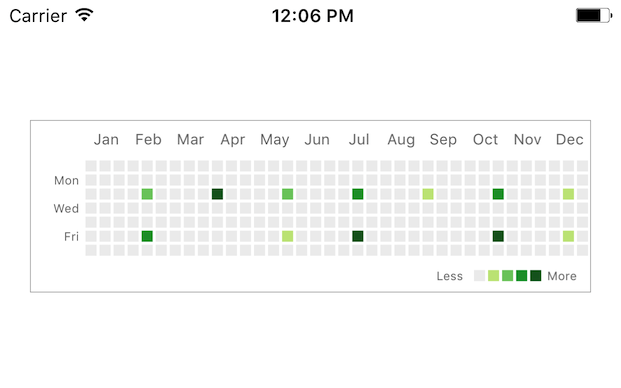 Carrier 12:06 PM
Jan Feb Mar Apr May Jun Jul Aug Sep Oct Nov Dec
Mon
Wed
Fri
Less More